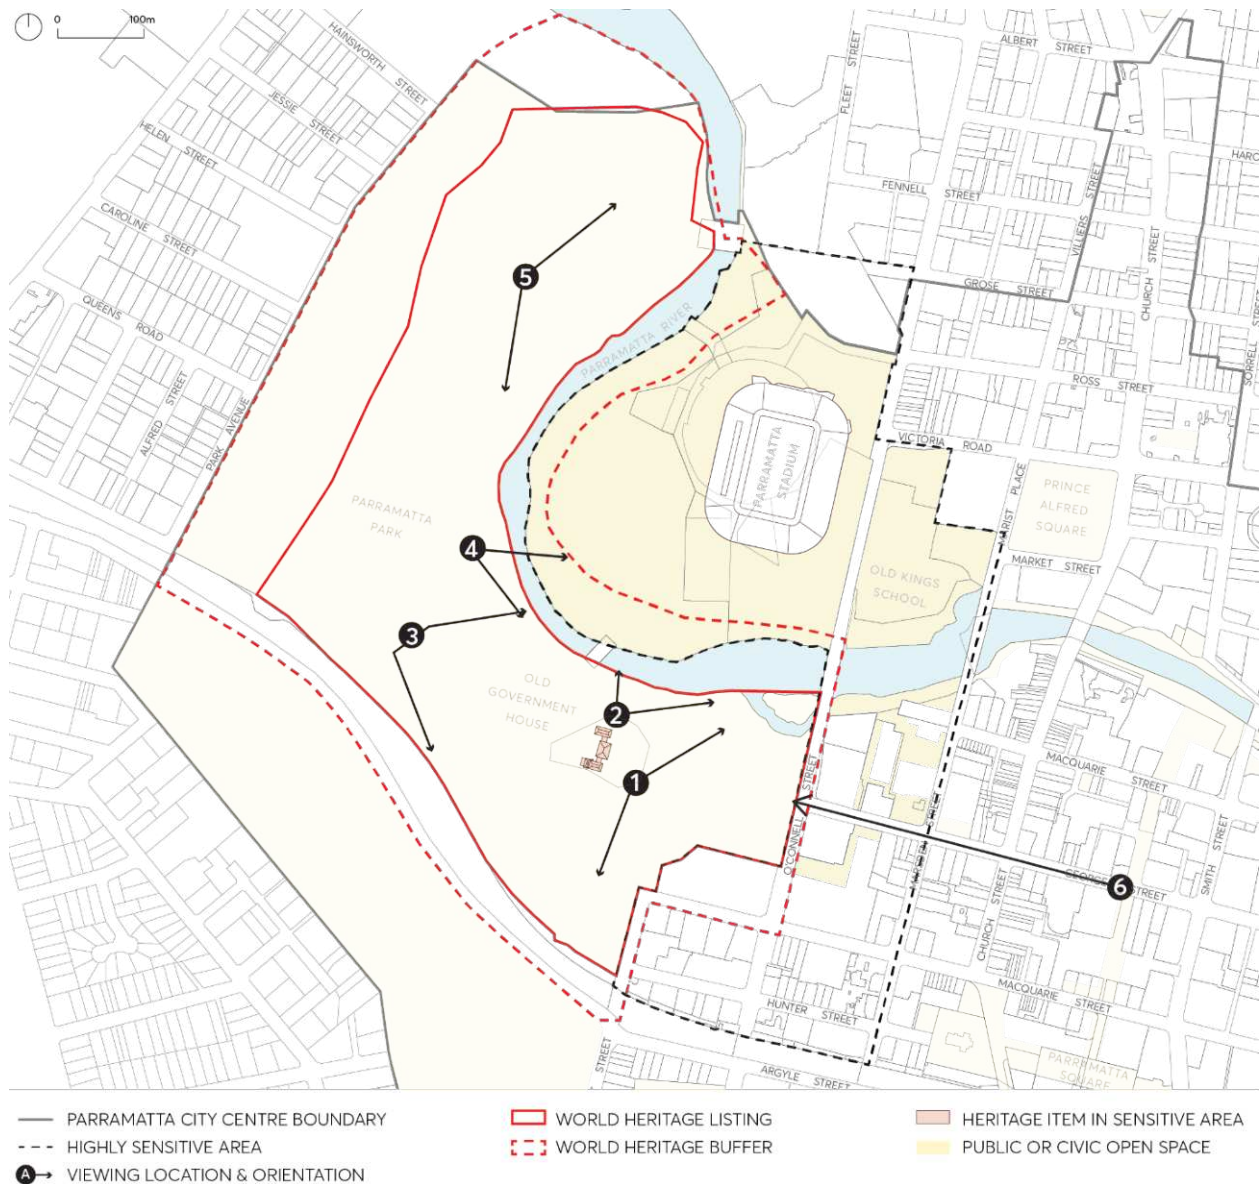 0 100m
HAINSWORTH STREET
JESSIE STREET
HELEN STREET
CAROLINE STREET
QUEENS ROAD
ALFRED STREET
PARK AVENUE
ALBERT STREET
FLEET STREET
FENNELL STREET
VILLIERS STREET
CHURCH STREET
SORRELL
GROSE STREET
ROSS STREET
VICTORIA ROAD
MARIST PLACE
PRINCE
ALFRED
SQUARE
MARKET STREET
5
PARRAMATTA RIVER
PARRAMATTA
STADIUM
PARRAMATTA
PARK
4
3
OLD KINGS
SCHOOL
OLD
GOVERNMENT
HOUSE
2
1
6
O'CONNELL STREET
MACQUARIE STREET
STREET
STREET
CHURCH STREET
SMITH STREET
MACQUARIE STREET
HUNTER STREET
ARGYLE STREET
STREET
PARRAMATTA
SQUARE
PARRAMATTA CITY CENTRE BOUNDARY
HIGHLY SENSITIVE AREA
A VIEWING LOCATION & ORIENTATION
WORLD HERITAGE LISTING
WORLD HERITAGE BUFFER
HERITAGE ITEM IN SENSITIVE AREA
PUBLIC OR CIVIC OPEN SPACE